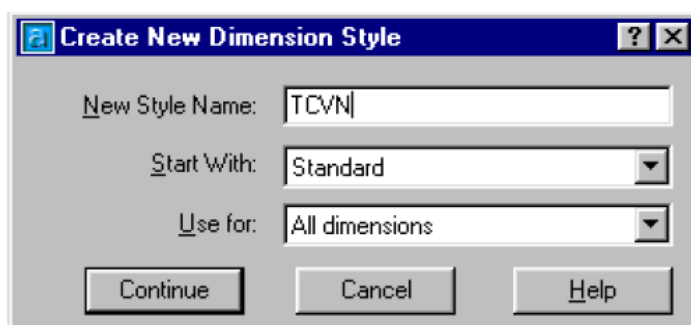 Create New Dimension Style
New Style Name: TCVN
Start With: Standard
Use for: All dimensions
Continue Cancel Help